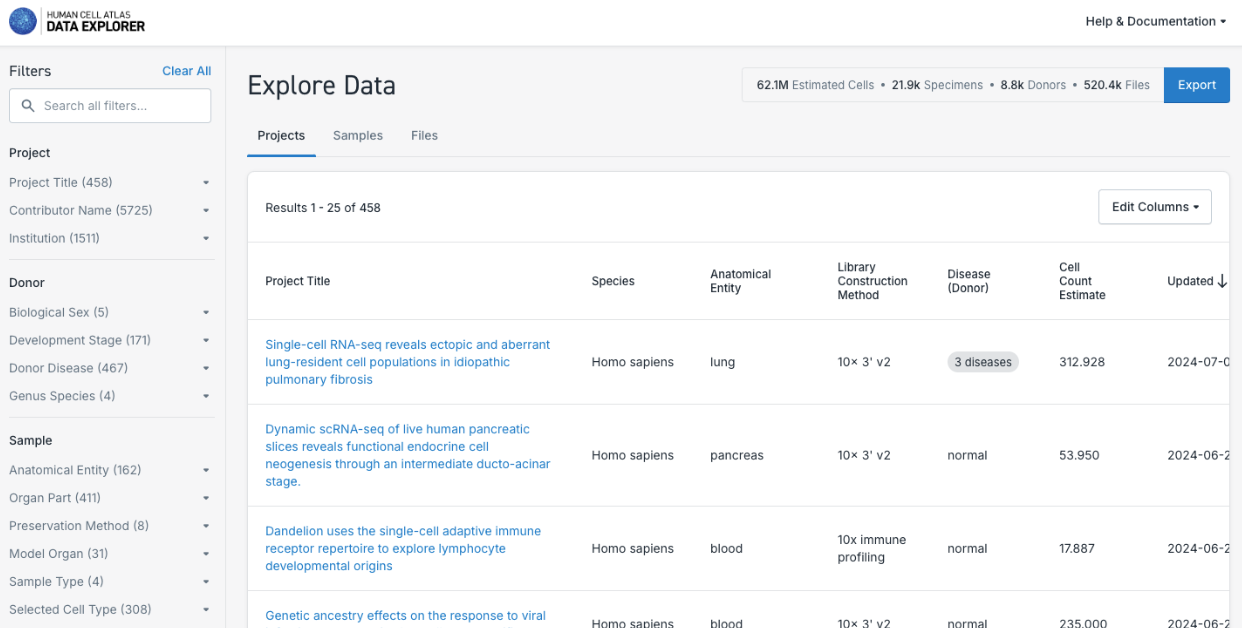 HUMAN CELL ATLAS
DATA EXPLORER
Help & Documentation
Filters
Clear All
Search all filters...
Project
Project Title (458)
Contributor Name (5725)
Institution (1511)
Donor
Biological Sex (5)
Development Stage (171)
Donor Disease (467)
Genus Species (4)
Sample
Anatomical Entity (162)
Organ Part (411)
Preservation Method (8)
Model Organ (31)
Sample Type (4)
Selected Cell Type (308)
Explore Data
62.1M Estimated Cells • 21.9k Specimens • 8.8k Donors • 520.4k Files
Export
Projects Samples Files
Results 1 - 25 of 458
Edit Columns
Project Title
Species
Anatomical
Entity
Library
Construction
Method
Disease
(Donor)
Cell
Count
Estimate
Updated
Single-cell RNA-seq reveals ectopic and aberrant
lung-resident cell populations in idiopathic
pulmonary fibrosis
Homo sapiens
lung
10× 3' v2
3 diseases
312.928
2024-07-0
Dynamic scRNA-seq of live human pancreatic
slices reveals functional endocrine cell
neogenesis through an intermediate ducto-acinar
stage.
Homo sapiens
pancreas
10× 3' v2
normal
53.950
2024-06-2
Dandelion uses the single-cell adaptive immune
receptor repertoire to explore lymphocyte
developmental origins
Homo sapiens
blood
10x immune
profiling
normal
17.887
2024-06-2
Genetic ancestry effects on the response to viral
Homo sapiens
blood
10× 3' v2
normal
235.000
2024-06-2